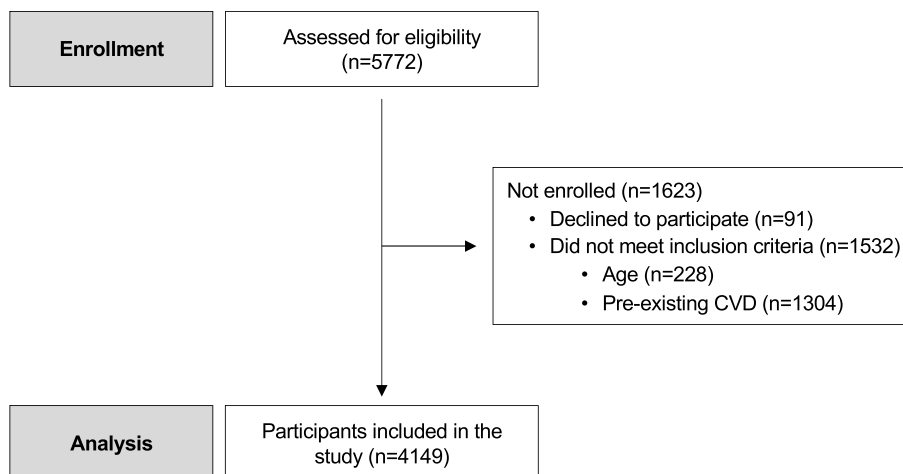 Enrollment
Assessed for eligibility
(n=5772)
Not enrolled (n=1623)
• Declined to participate (n=91)
• Did not meet inclusion criteria (n=1532)
• Age (n=228)
• Pre-existing CVD (n=1304)
Analysis
Participants included in the
study (n=4149)